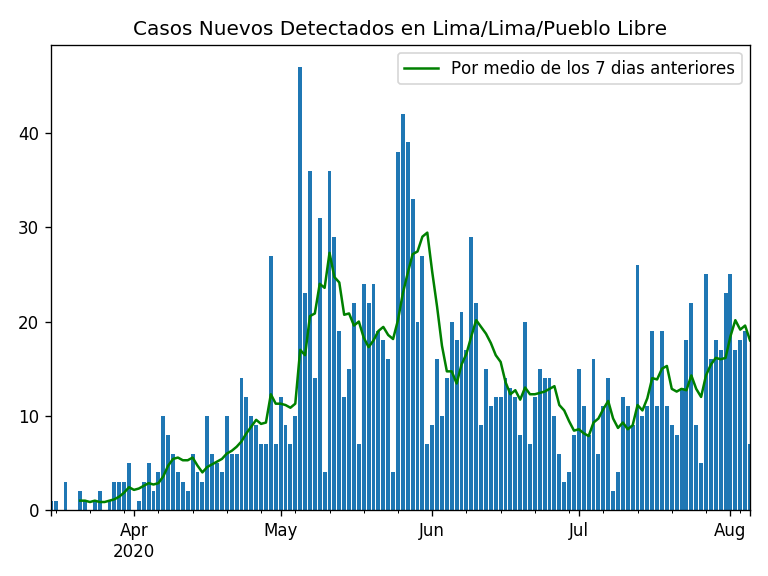 Casos Nuevos Detectados en Lima/Lima/Pueblo Libre
Por medio de los 7 dias anteriores
40
30
20
10
0
Apr May Jun Jul Aug
2020